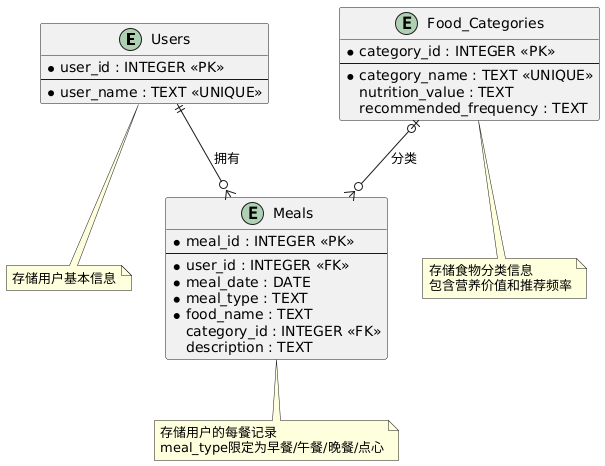 E Users
* user_id : INTEGER «PK»
* user_name : TEXT «UNIQUE»
E Food_Categories
* category_id : INTEGER «PK»
* category_name : TEXT «UNIQUE»
nutrition_value : TEXT
recommended_frequency : TEXT
拥有
分类
E Meals
* meal_id : INTEGER «PK»
* user_id : INTEGER «FK»
* meal_date : DATE
* meal_type : TEXT
* food_name : TEXT
category_id : INTEGER «FK»
description : TEXT
存储用户基本信息
存储食物分类信息
包含营养价值和推荐频率
存储用户的每餐记录
meal_type限定为早餐/午餐/晚餐/点心